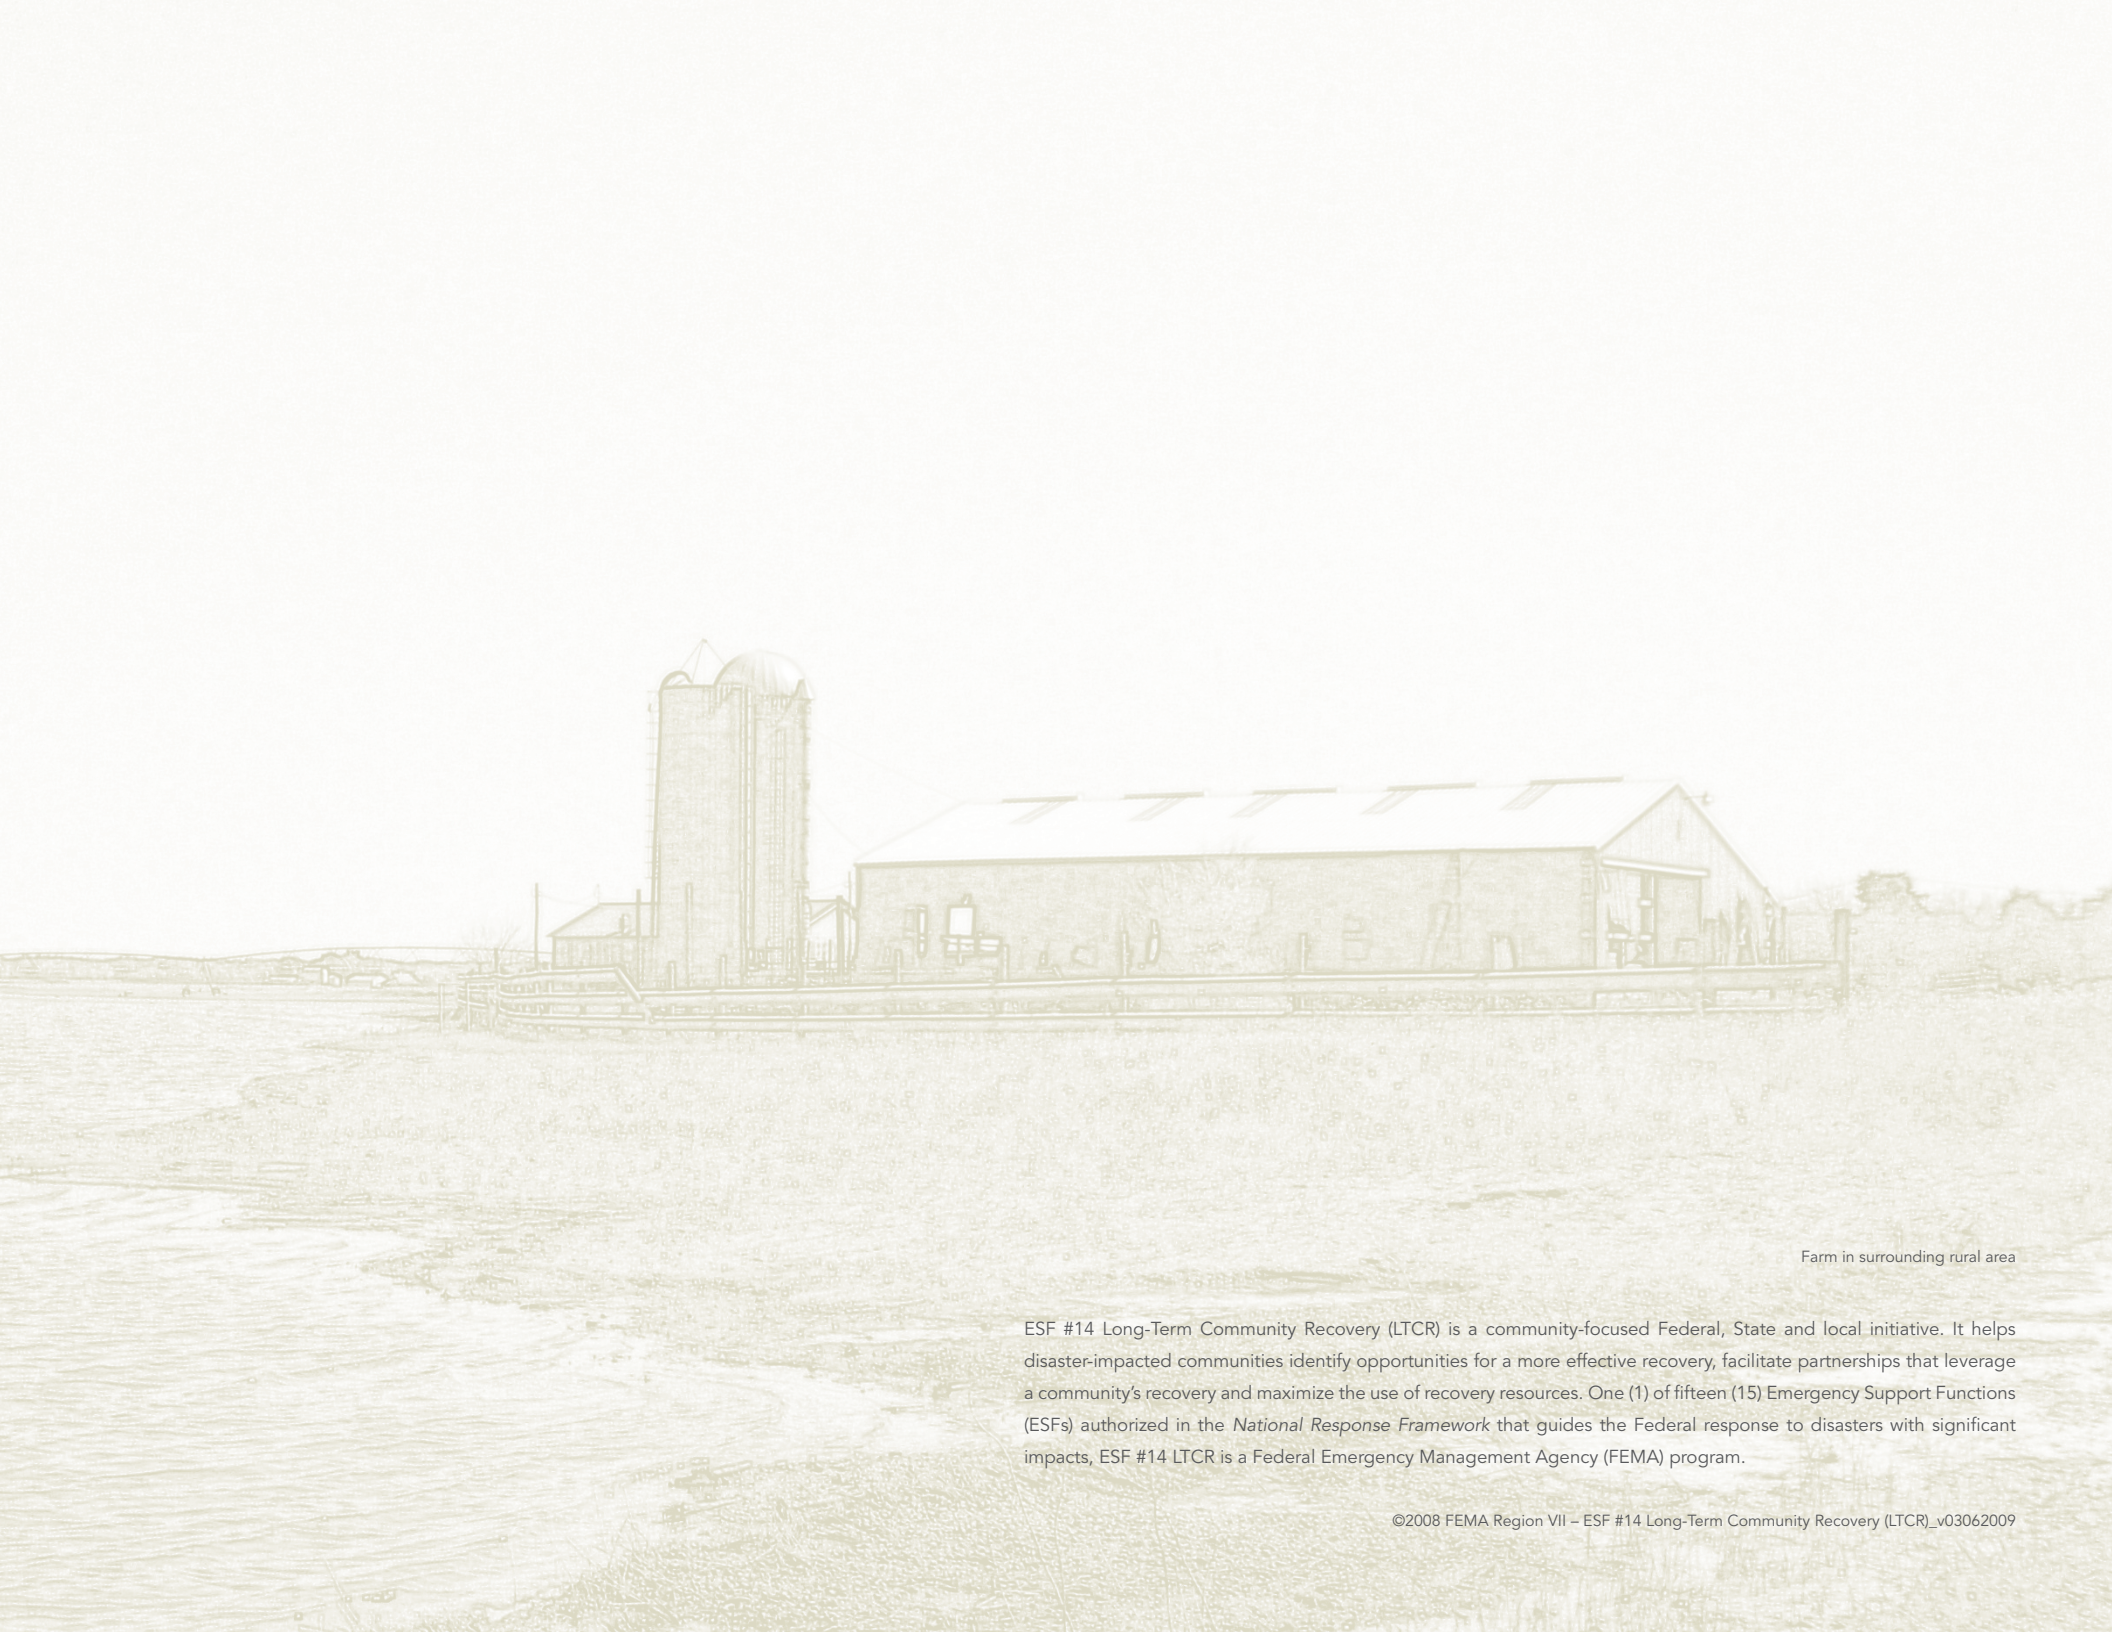 Farm in surrounding rural area
ESF #14 Long-Term Community Recovery (LTCR) is a community-focused Federal, State and local initiative. It helps
disaster-impacted communities identify opportunities for a more effective recovery, facilitate partnerships that leverage
a community’s recovery and maximize the use of recovery resources. One (1) of fifteen (15) Emergency Support Functions
(ESFs) authorized in the National Response Framework that guides the Federal response to disasters with significant
impacts, ESF #14 LTCR is a Federal Emergency Management Agency (FEMA) program.
©2008 FEMA Region VII – ESF #14 Long-Term Community Recovery (LTCR)_v03062009